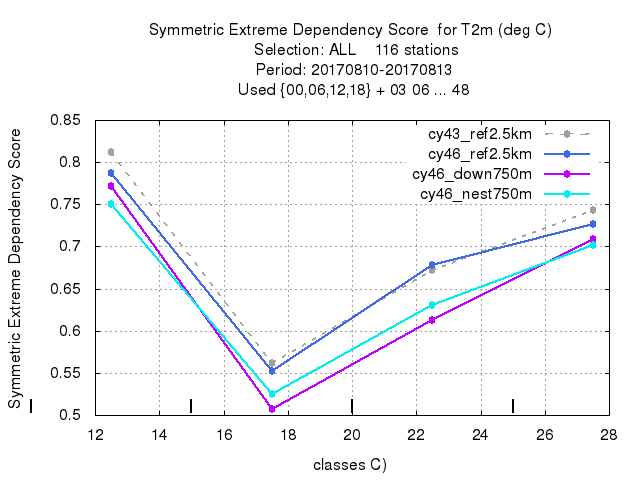 Symmetric Extreme Dependency Score for T2m (deg C)
Selection: ALL 116 stations
Period: 20170810-20170813
Used {00,06,12,18} + 03 06 ... 48
Symmetric Extreme Dependency Score
0.85
0.8
0.75
0.7
0.65
0.6
0.55
0.5
cy43_ref2.5km
cy46_ref2.5km
cy46_down750m
cy46_nest750m
12 14 16 18 20 22 24 26 28
classes C)